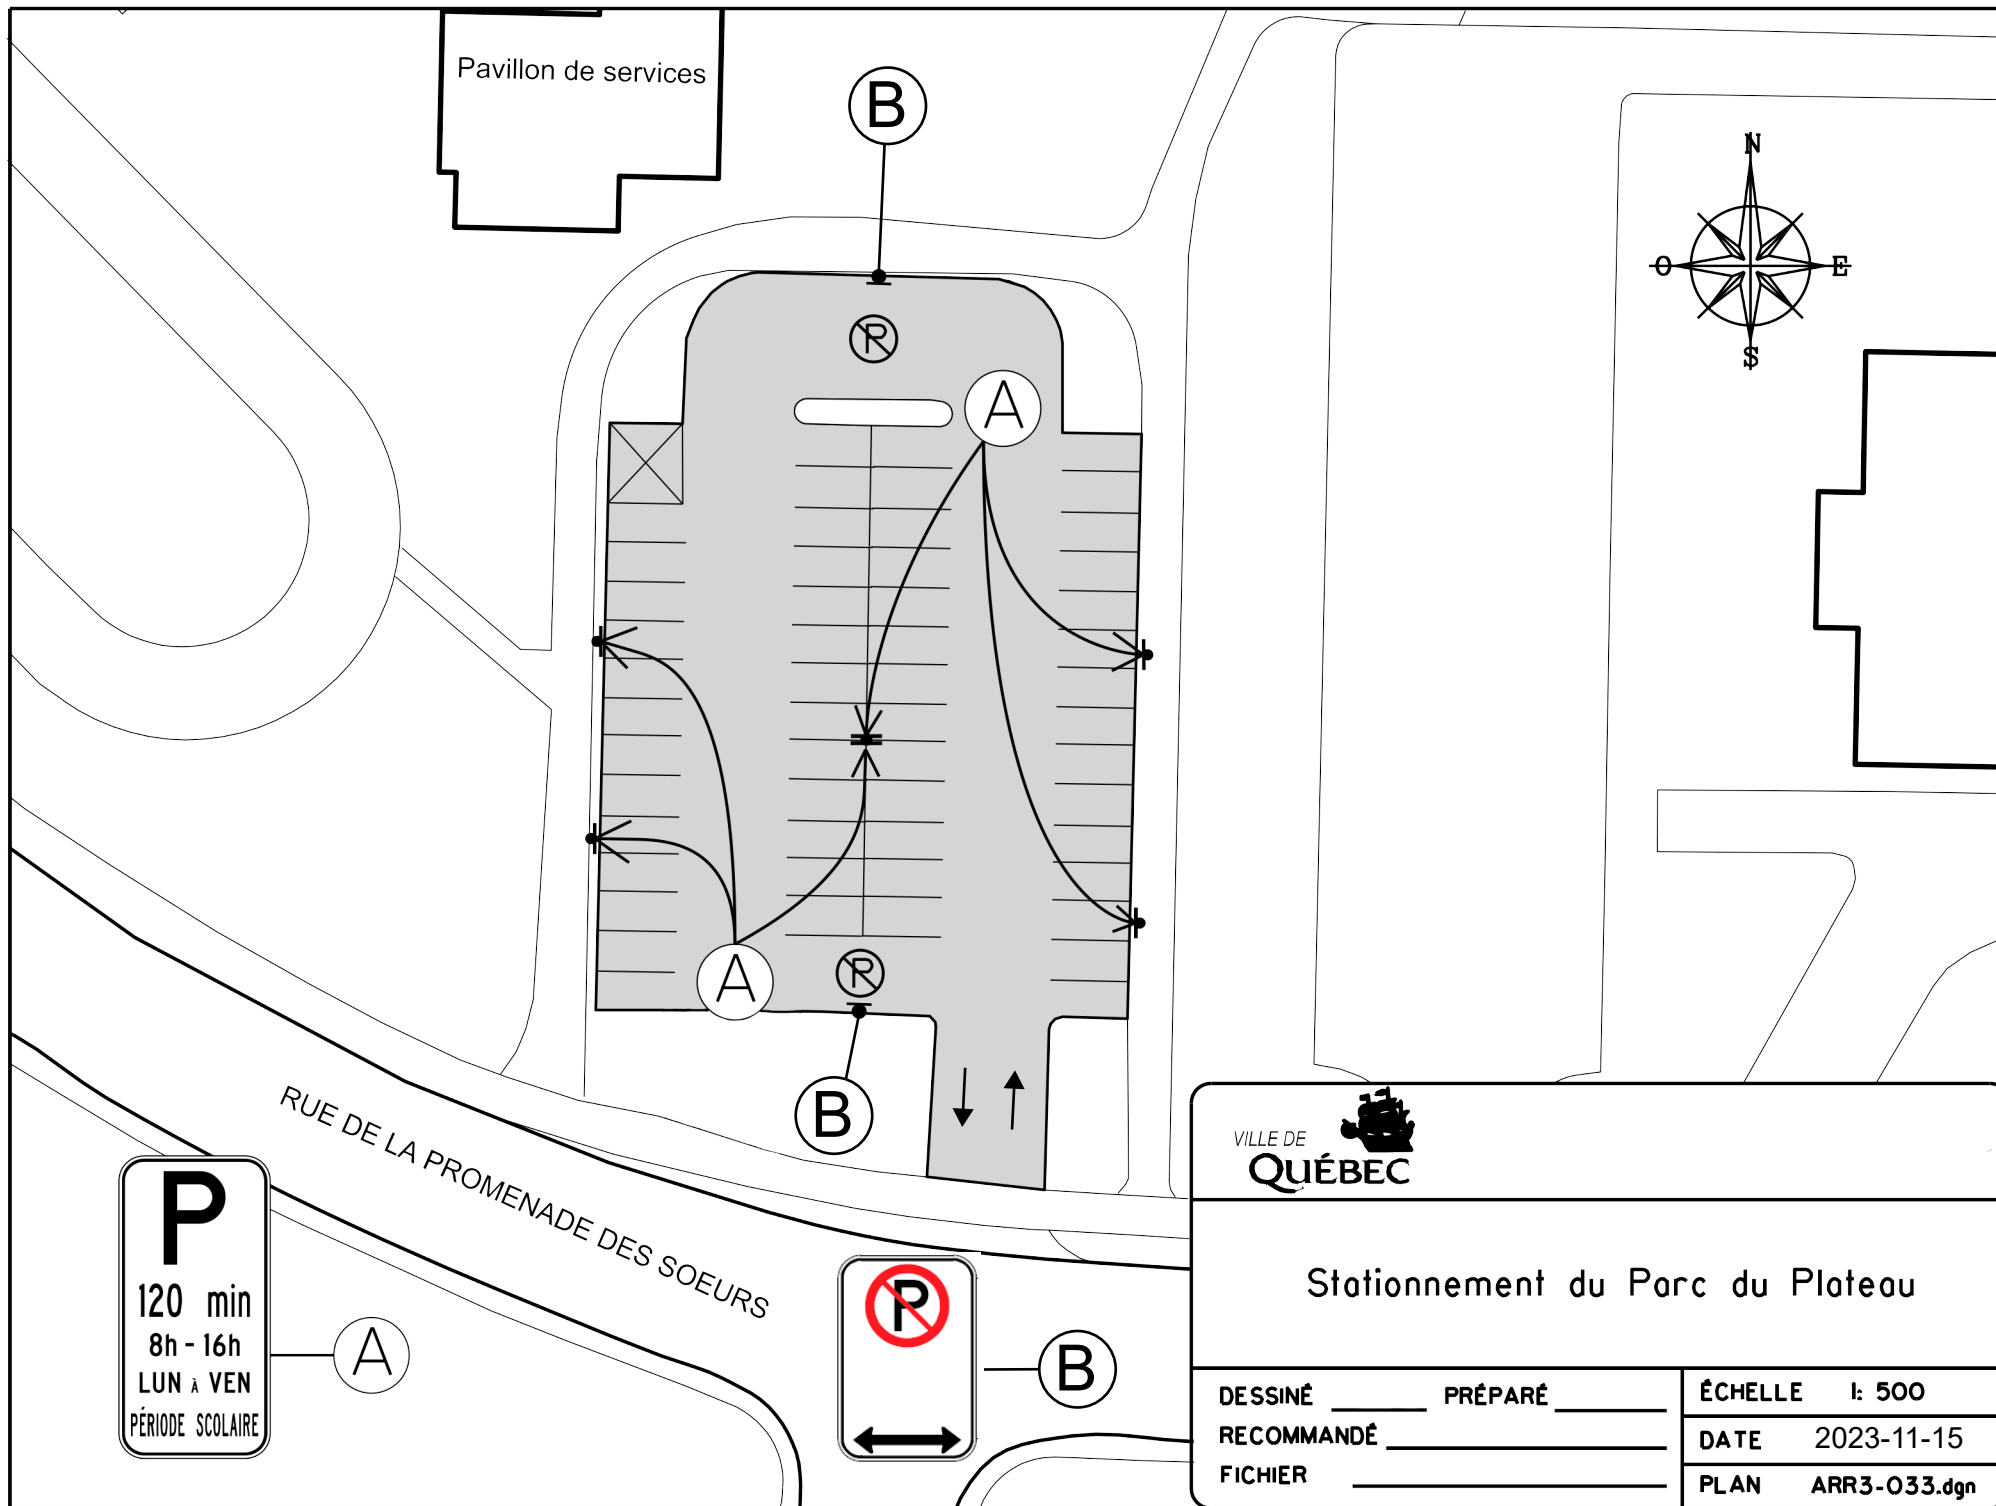 Pavillon de services
B
N
O
E
S
P
A
P
A
B
RUE DE LA PROMENADE DES SOEURS
P
120 min
8h - 16h
LUN À VEN
PÉRIODE SCOLAIRE
A
P
B
VILLE DE
QUÉBEC
Stationnement du Parc du Plateau
DESSINÉ PRÉPARÉ
RECOMMANDÉ
FICHIER
ÉCHELLE 1: 500
DATE 2023-11-15
PLAN ARR3-033.dgn